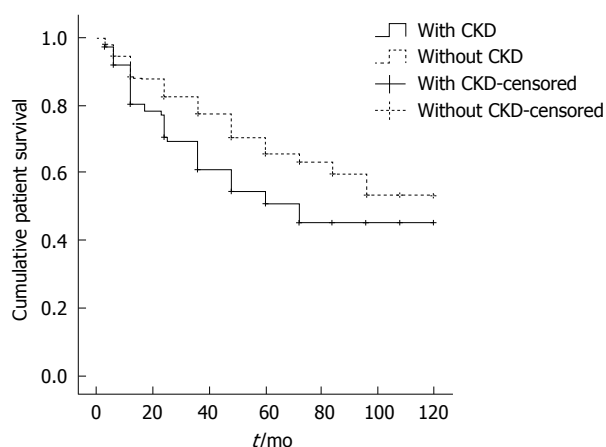 1.0
0.8
0.6
0.4
0.2
0.0
Cumulative patient survival
0 20 40 60 80 100 120
t/mo
With CKD
Without CKD
With CKD-censored
Without CKD-censored